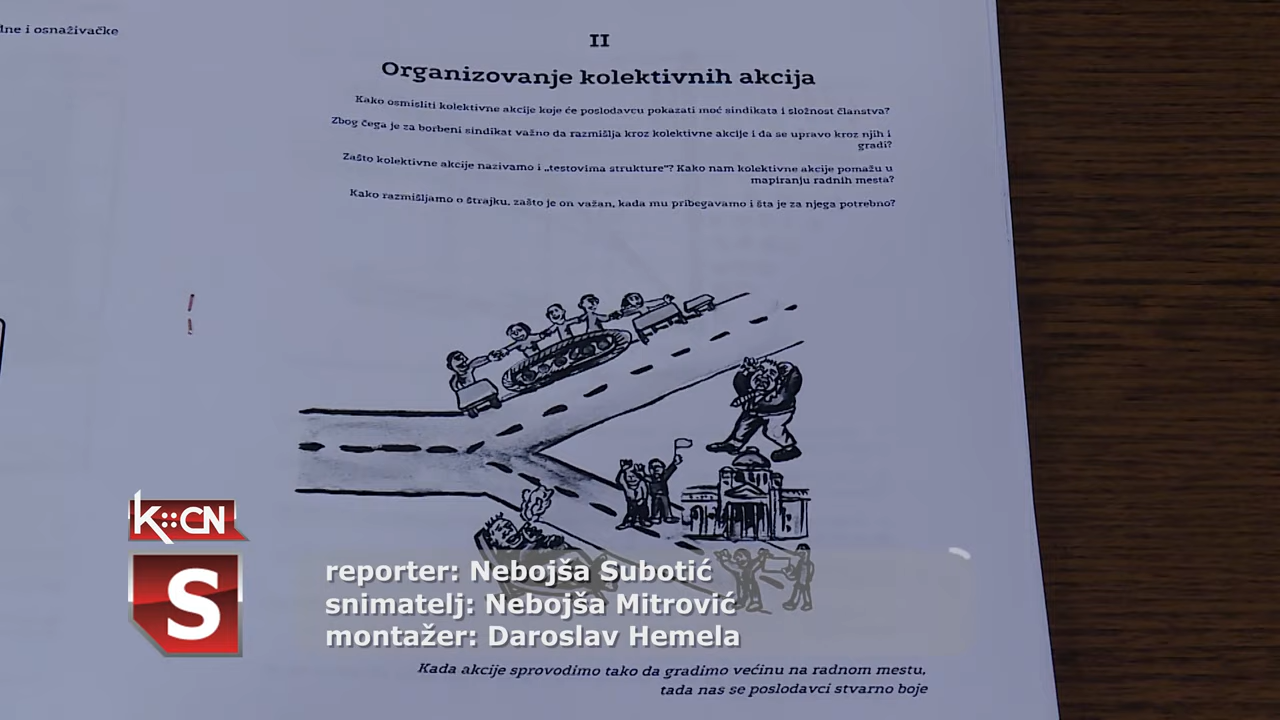 dne i osnaživačke
II
Organizovanje kolektivnih akcija
Kako osmisliti kolektivne akcije koje će poslodavcu pokazati moć sindikata i složnost članstva?
Zbog čega je za borbeni sindikat važno da razmišlja kroz kolektivne akcije i da se upravo kroz njih i
gradi?
Zašto kolektivne akcije nazivamo i „testovima strukture"? Kako nam kolektivne akcije pomažu u
mapiranju radnih mesta?
Kako razmišljamo o štrajku, zašto je on važan, kada mu pribegavamo i šta je za njega potrebno?
K::CN
S
reporter: Nebojša Subotić
snimatelj: Nebojša Mitrović
montažer: Daroslav Hemela
Kada akcije sprovodimo tako da gradimo većinu na radnom mestu,
tada nas se poslodavci stvarno boje